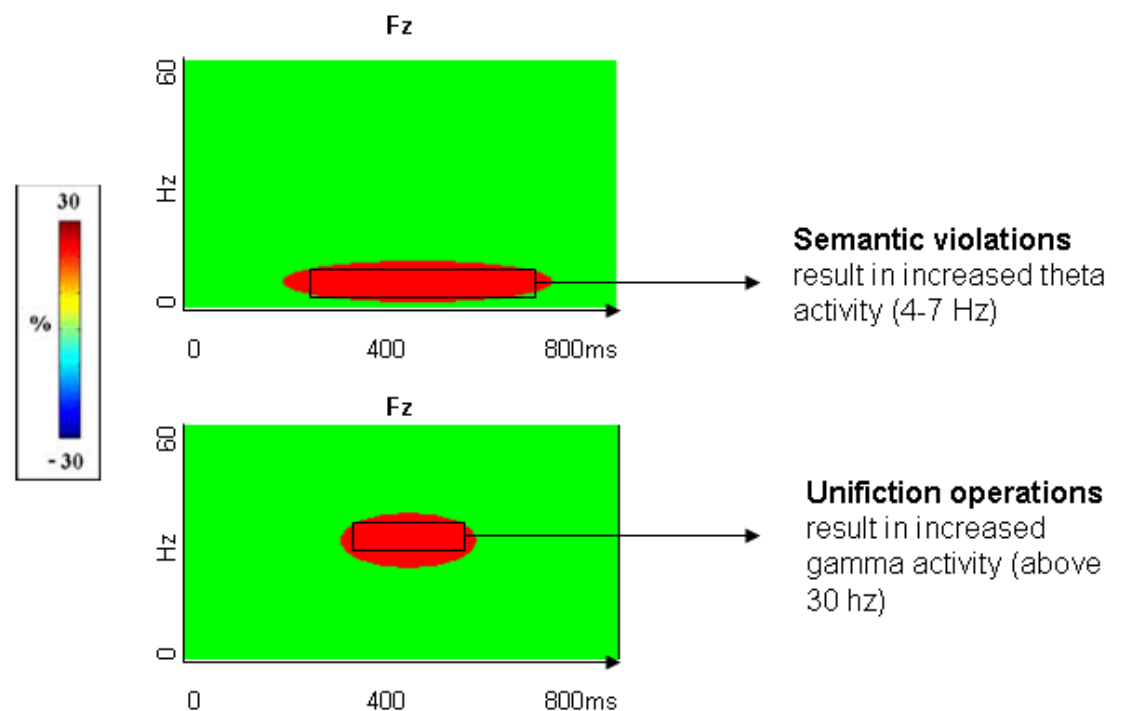 Fz
60
Hz
0
0 400 800ms
30
%
- 30
Semantic violations
result in increased theta
activity (4-7 Hz)
Fz
60
Hz
0
0 400 800ms
Unifiction operations
result in increased
gamma activity (above
30 hz)